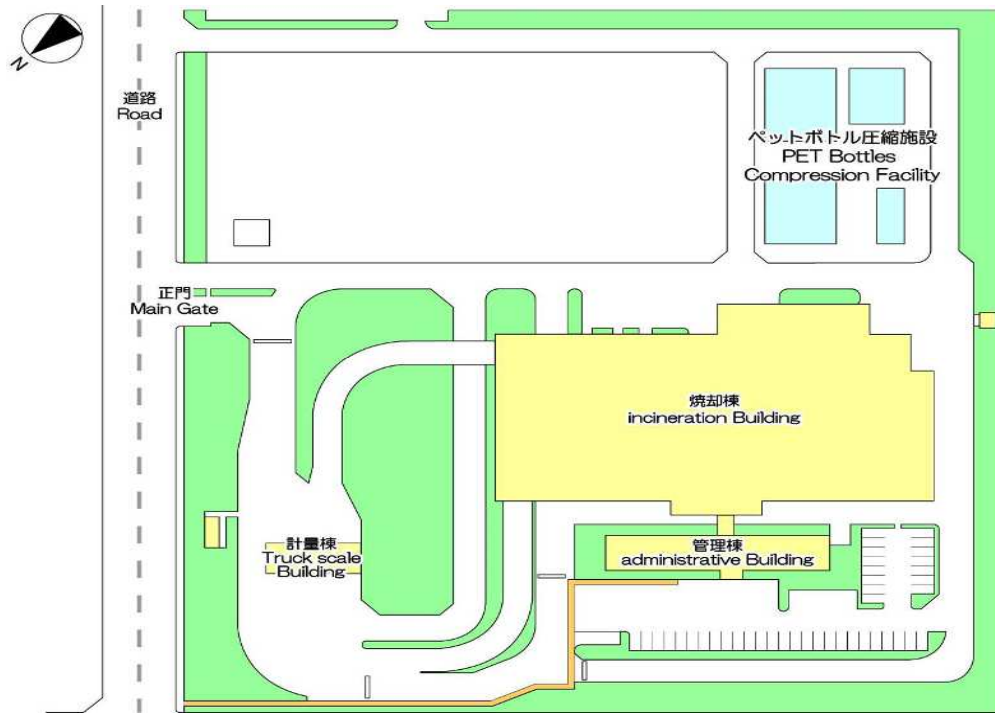 N
道路
Road
ペットボトル圧縮施設
PET Bottles
Compression Facility
正門
Main Gate
焼却棟
incineration Building
計量棟
Truck scale
Building
管理棟
administrative Building